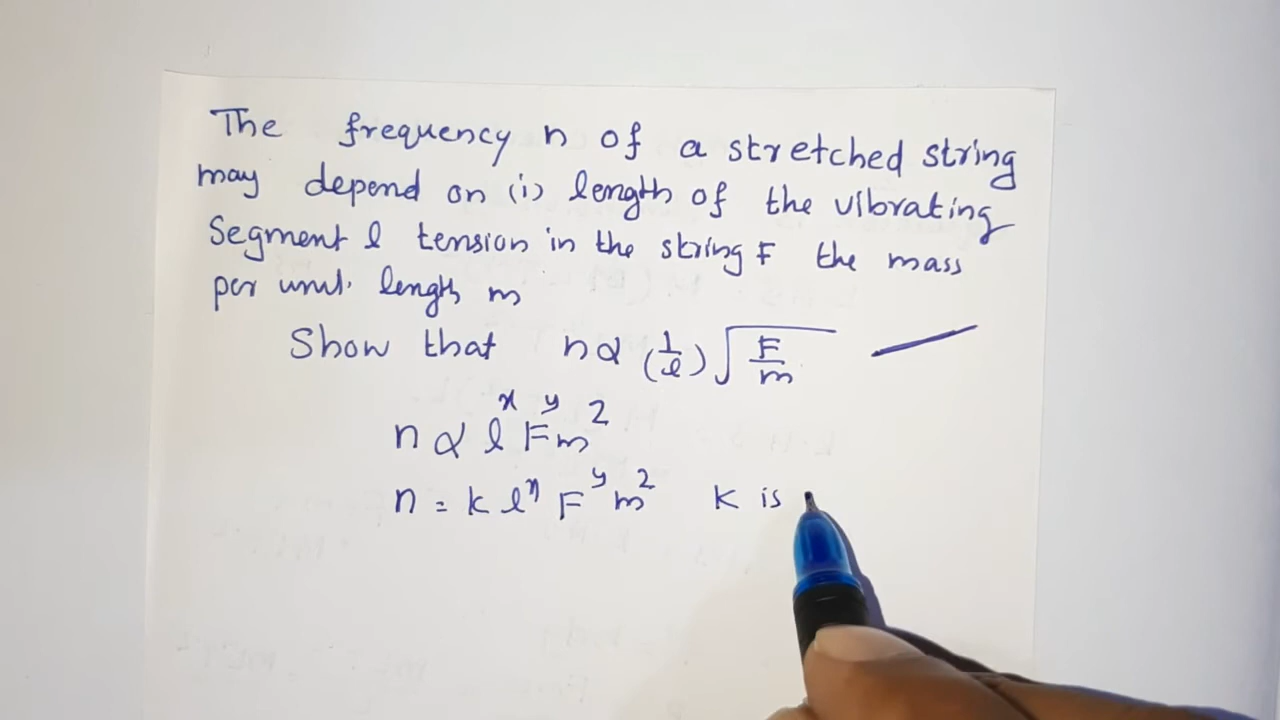 The frequency n of a stretched string
may depend on (i) length of the vibrating
Segment l tension in the string F the mass
per unit. length m
Show that n α (1/l) √(F/m)
n α l^x F^y m^z
n = k l^x F^y m^z K is